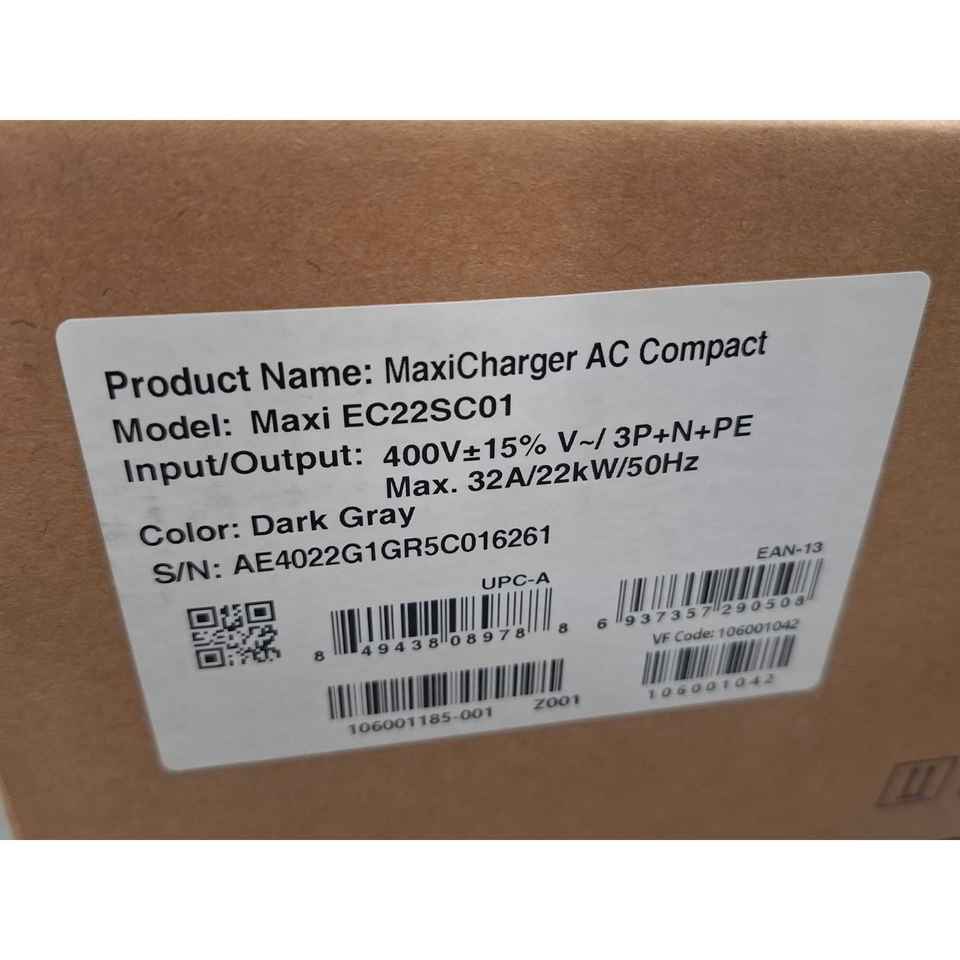 Product Name: MaxiCharger AC Compact
Model: Maxi EC22SC01
Input/Output: 400V±15% V~/ 3P+N+PE
Max. 32A/22kW/50Hz
Color: Dark Gray
S/N: AE4022G1GR5C016261
UPC-A
8 49438 08978 8
EAN-13
6 937357 290508
VF Code: 106001042
106001042
106001185-001 Z001